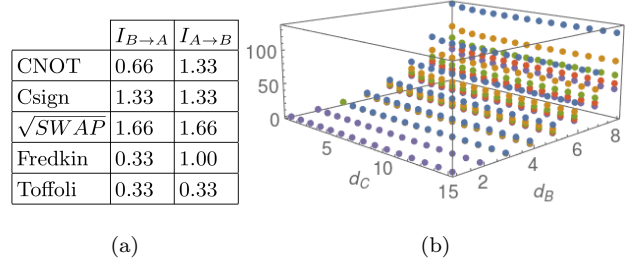 I_{B→A} I_{A→B}
CNOT 0.66 1.33
Csign 1.33 1.33
√SWAP 1.66 1.66
Fredkin 0.33 1.00
Toffoli 0.33 0.33
(a)
100
50
0
5
10
15
d_C
2
4
6
8
d_B
(b)